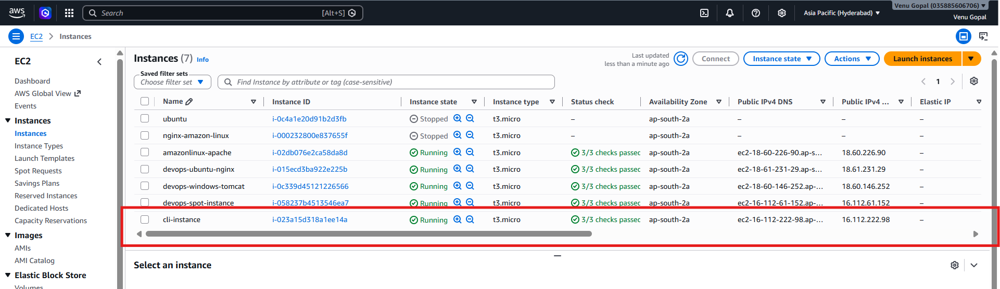 aws
Search [Alt+S]
Asia Pacific (Hyderabad)
Venu Gopal (035885606706)
Venu Gopal
EC2 Instances
EC2
Dashboard
AWS Global View
Events
Instances
Instances
Instance Types
Launch Templates
Spot Requests
Savings Plans
Reserved Instances
Dedicated Hosts
Capacity Reservations
Images
AMIs
AMI Catalog
Elastic Block Store
Volumes
Instances (7) Info
Last updated
less than a minute ago
Connect Instance state Actions Launch instances
Saved filter sets
Choose filter set
Find Instance by attribute or tag (case-sensitive)
1
Name Instance ID Instance state Instance type Status check Availability Zone Public IPv4 DNS Public IPv4 ... Elastic IP
ubuntu i-0c4a1e20d91b2d3fb Stopped t3.micro – ap-south-2a – – –
nginx-amazon-linux i-000232800e837655f Stopped t3.micro – ap-south-2a – – –
amazonlinux-apache i-02db076e2ca58da8d Running t3.micro 3/3 checks passed ap-south-2a ec2-18-60-226-90.ap-s... 18.60.226.90 –
devops-ubuntu-nginx i-015ecd3ba922e225b Running t3.micro 3/3 checks passed ap-south-2a ec2-18-61-231-29.ap-s... 18.61.231.29 –
devops-windows-tomcat i-0c339d45121226566 Running t3.micro 3/3 checks passed ap-south-2a ec2-18-60-146-252.ap-... 18.60.146.252 –
devops-spot-instance i-058237b4513546ea7 Running t3.micro 3/3 checks passed ap-south-2a ec2-16-112-61-152.ap-... 16.112.61.152 –
cli-instance i-023a15d318a1ee14a Running t3.micro 3/3 checks passed ap-south-2a ec2-16-112-222-98.ap-... 16.112.222.98 –
Select an instance